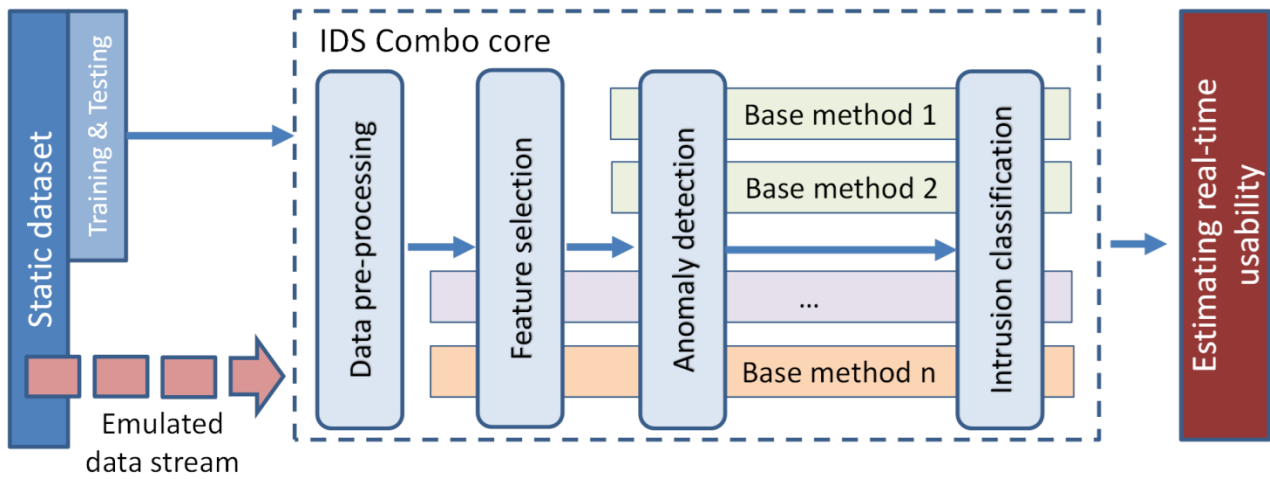 Static dataset
Training & Testing
Emulated
data stream
IDS Combo core
Data pre-processing
Feature selection
Anomaly detection
Base method 1
Base method 2
...
Base method n
Intrusion classification
Estimating real-time
usability